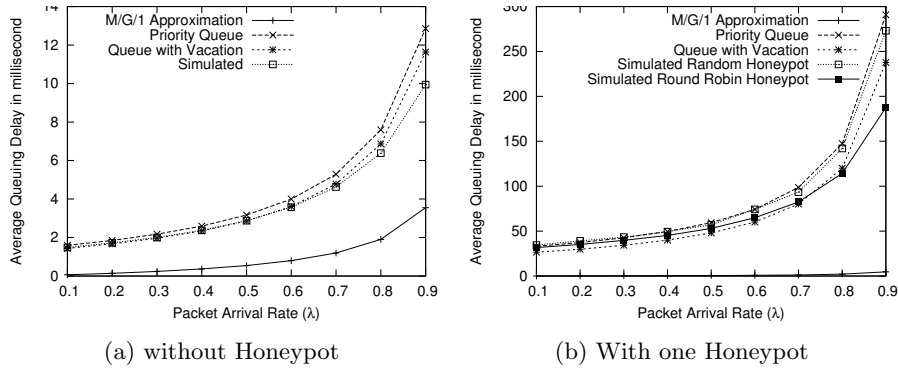 Average Queuing Delay in millisecond
14
12
10
8
6
4
2
0
M/G/1 Approximation
Priority Queue
Queue with Vacation
Simulated
0.1 0.2 0.3 0.4 0.5 0.6 0.7 0.8 0.9
Packet Arrival Rate (λ)
(a) without Honeypot
Average Queuing Delay in millisecond
300
250
200
150
100
50
0
M/G/1 Approximation
Priority Queue
Queue with Vacation
Simulated Random Honeypot
Simulated Round Robin Honeypot
0.1 0.2 0.3 0.4 0.5 0.6 0.7 0.8 0.9
Packet Arrival Rate (λ)
(b) With one Honeypot